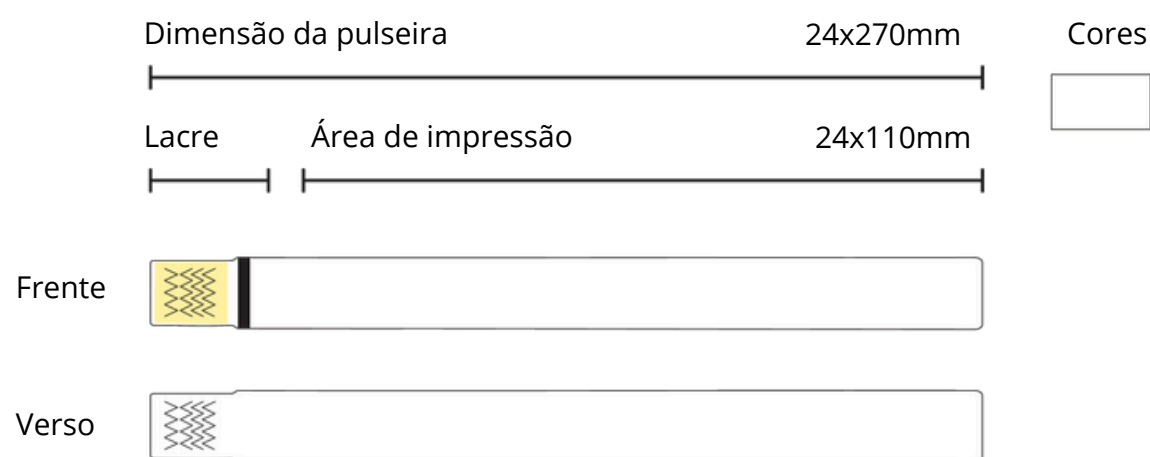 Dimensão da pulseira 24x270mm Cores
Lacre Área de impressão 24x110mm
Frente
Verso